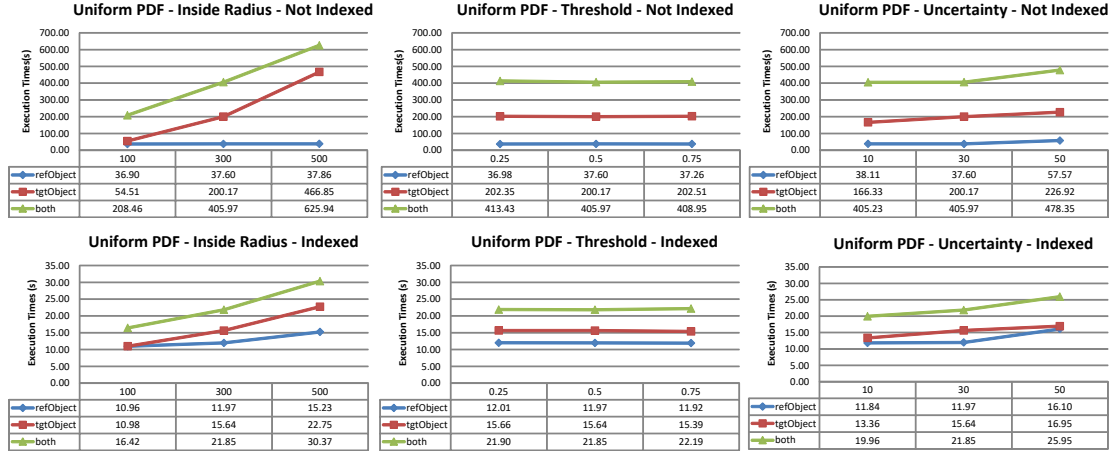 Uniform PDF - Inside Radius - Not Indexed
Execution Times(s)
700.00
600.00
500.00
400.00
300.00
200.00
100.00
0.00
100 300 500
refObject 36.90 37.60 37.86
tgtObject 54.51 200.17 466.85
both 208.46 405.97 625.94
Uniform PDF - Threshold - Not Indexed
Execution Times(s)
700.00
600.00
500.00
400.00
300.00
200.00
100.00
0.00
0.25 0.5 0.75
refObject 36.98 37.60 37.26
tgtObject 202.35 200.17 202.51
both 413.43 405.97 408.95
Uniform PDF - Uncertainty - Not Indexed
Execution Times(s)
700.00
600.00
500.00
400.00
300.00
200.00
100.00
0.00
10 30 50
refObject 38.11 37.60 57.57
tgtObject 166.33 200.17 226.92
both 405.23 405.97 478.35
Uniform PDF - Inside Radius - Indexed
Execution Times (s)
35.00
30.00
25.00
20.00
15.00
10.00
5.00
0.00
100 300 500
refObject 10.96 11.97 15.23
tgtObject 10.98 15.64 22.75
both 16.42 21.85 30.37
Uniform PDF - Threshold - Indexed
Execution Times (s)
35.00
30.00
25.00
20.00
15.00
10.00
5.00
0.00
0.25 0.5 0.75
refObject 12.01 11.97 11.92
tgtObject 15.66 15.64 15.39
both 21.90 21.85 22.19
Uniform PDF - Uncertainty - Indexed
Execution Times (s)
35.00
30.00
25.00
20.00
15.00
10.00
5.00
0.00
10 30 50
refObject 11.84 11.97 16.10
tgtObject 13.36 15.64 16.95
both 19.96 21.85 25.95